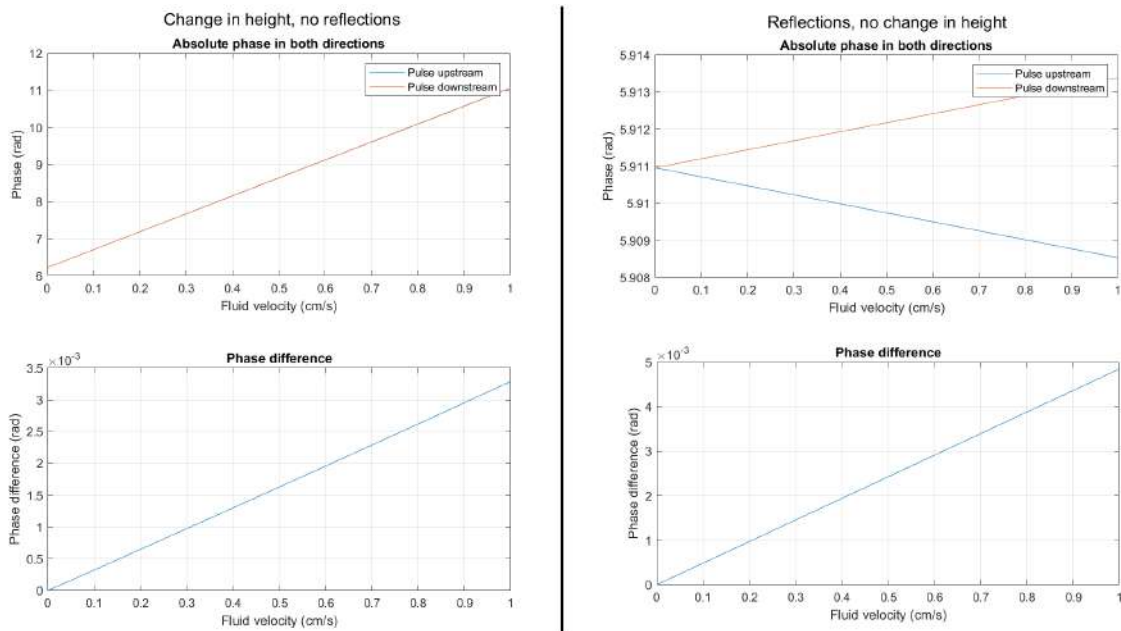 Change in height, no reflections
Absolute phase in both directions
12
11
10
9
8
7
6
Phase (rad)
Pulse upstream
Pulse downstream
0 0.1 0.2 0.3 0.4 0.5 0.6 0.7 0.8 0.9 1
Fluid velocity (cm/s)
×10⁻³
Phase difference
3.5
3
2.5
2
1.5
1
0.5
0
Phase difference (rad)
0 0.1 0.2 0.3 0.4 0.5 0.6 0.7 0.8 0.9 1
Fluid velocity (cm/s)
Reflections, no change in height
Absolute phase in both directions
5.914
5.913
5.912
5.911
5.91
5.909
5.908
Phase (rad)
Pulse upstream
Pulse downstream
0 0.1 0.2 0.3 0.4 0.5 0.6 0.7 0.8 0.9 1
Fluid velocity (cm/s)
×10⁻³
Phase difference
5
4
3
2
1
0
Phase difference (rad)
0 0.1 0.2 0.3 0.4 0.5 0.6 0.7 0.8 0.9 1
Fluid velocity (cm/s)